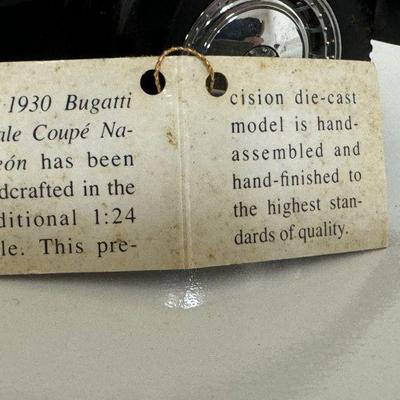 1930 Bugatti
ale Coupé Na-
eón has been
dcrafted in the
ditional 1:24
le. This pre-
cision die-cast
model is hand-
assembled and
hand-finished to
the highest stan-
dards of quality.